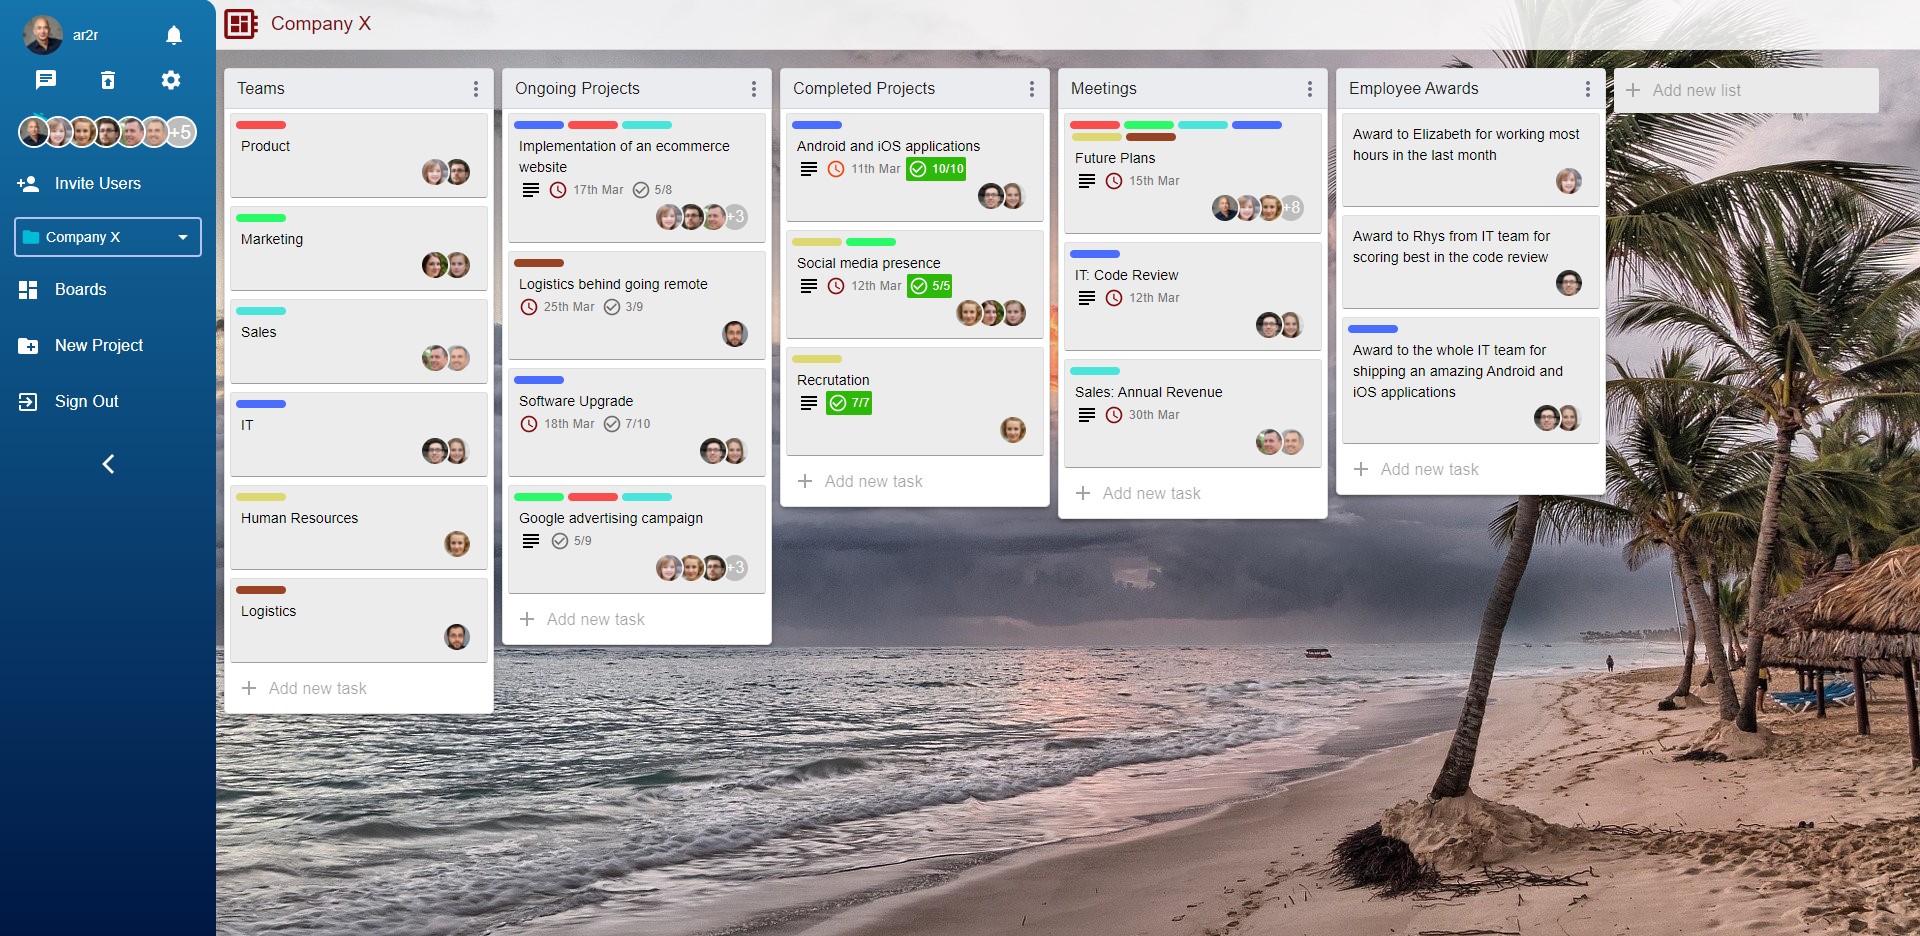 ar2r
+5
Invite Users
Company X
Boards
New Project
Sign Out
Company X
Teams
Product
Marketing
Sales
IT
Human Resources
Logistics
Add new task
Ongoing Projects
Implementation of an ecommerce
website
17th Mar 5/8
+3
Logistics behind going remote
25th Mar 3/9
Software Upgrade
18th Mar 7/10
Google advertising campaign
5/9
+3
Add new task
Completed Projects
Android and iOS applications
11th Mar 10/10
Social media presence
12th Mar 5/5
Recrutation
7/7
Add new task
Meetings
Future Plans
15th Mar
+8
IT: Code Review
12th Mar
Sales: Annual Revenue
30th Mar
Add new task
Employee Awards
Award to Elizabeth for working most
hours in the last month
Award to Rhys from IT team for
scoring best in the code review
Award to the whole IT team for
shipping an amazing Android and
iOS applications
Add new task
Add new list